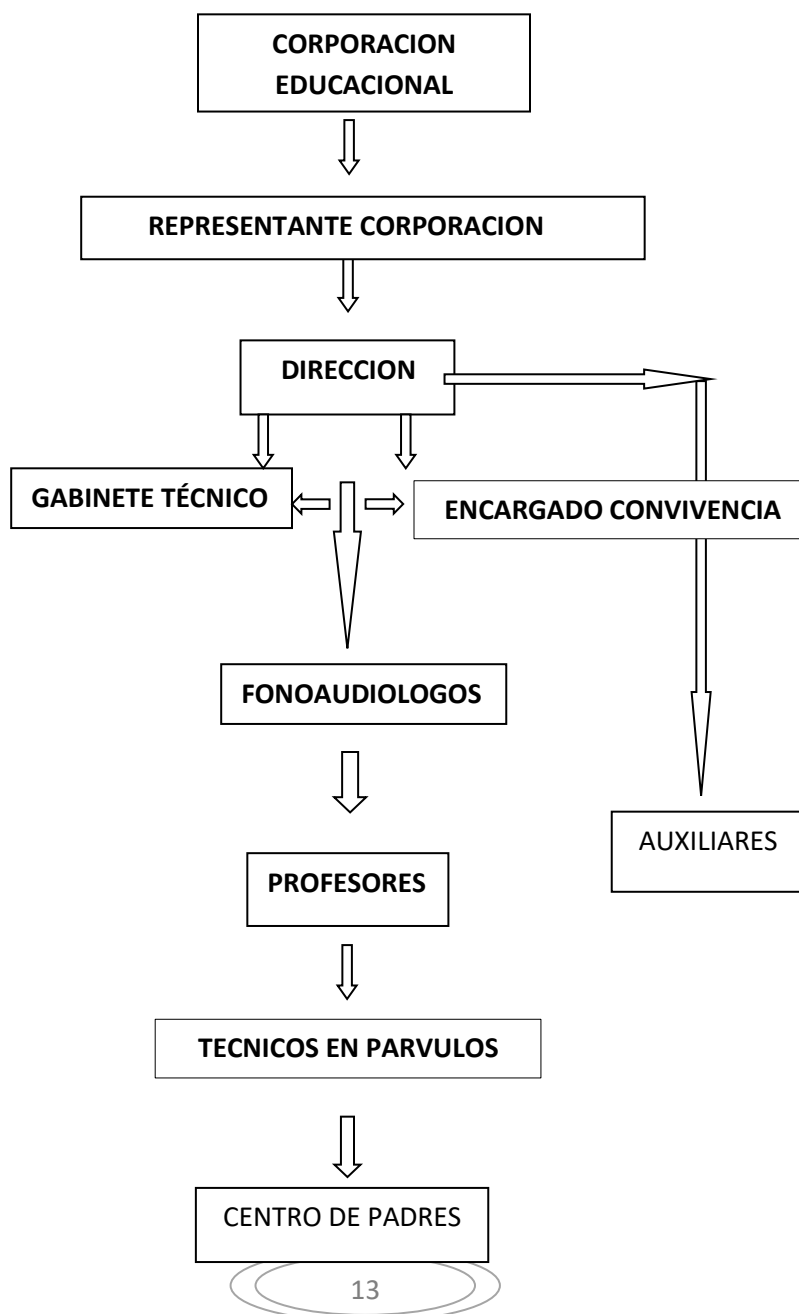 CORPORACION
EDUCACIONAL
REPRESENTANTE CORPORACION
DIRECCION
GABINETE TÉCNICO
ENCARGADO CONVIVENCIA
FONOAUDIOLOGOS
AUXILIARES
PROFESORES
TECNICOS EN PARVULOS
CENTRO DE PADRES
13